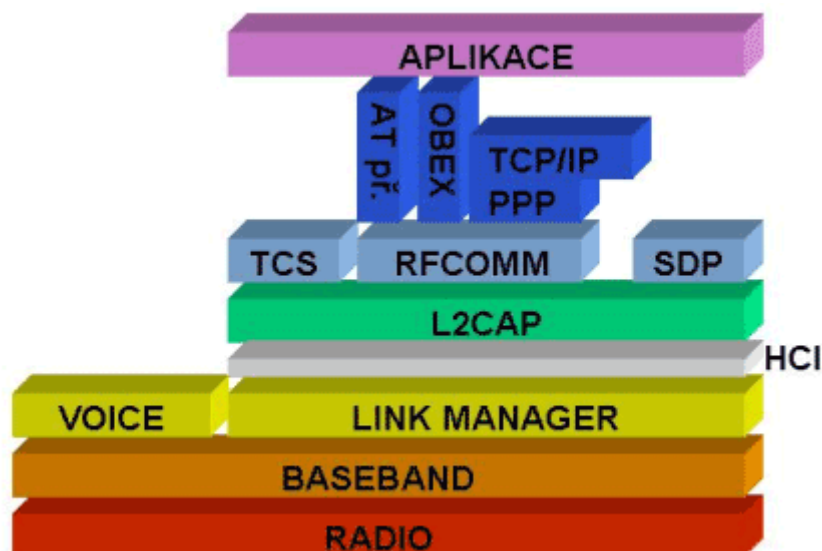 APLIKACE
AT př.
OBEX
TCP/IP
PPP
TCS
RFCOMM
SDP
L2CAP
HCI
VOICE
LINK MANAGER
BASEBAND
RADIO